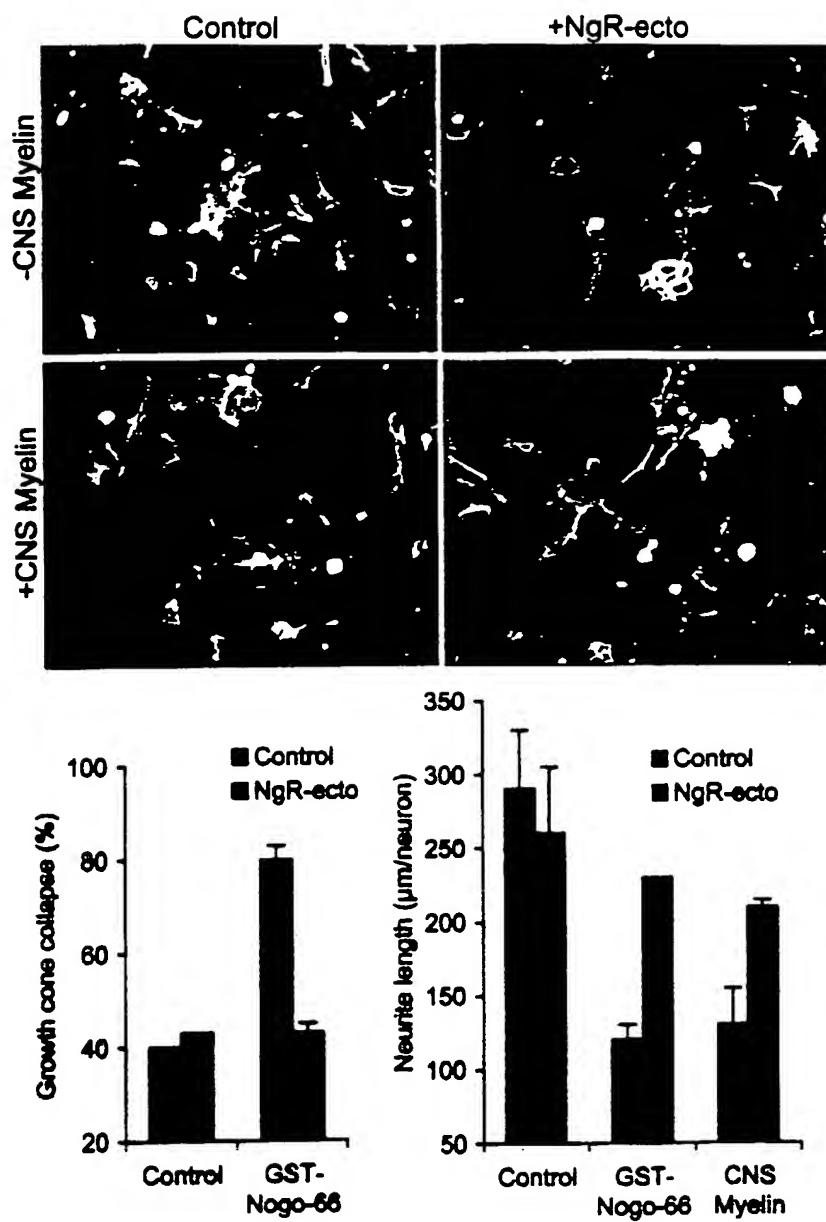 Control +NgR-ecto
-CNS Myelin
+CNS Myelin
Growth cone collapse (%)
100
80
60
40
20
Control
NgR-ecto
Control
GST-
Nogo-66
Neurite length (µm/neuron)
350
300
250
200
150
100
50
Control
NgR-ecto
Control
GST-
Nogo-66
CNS
Myelin